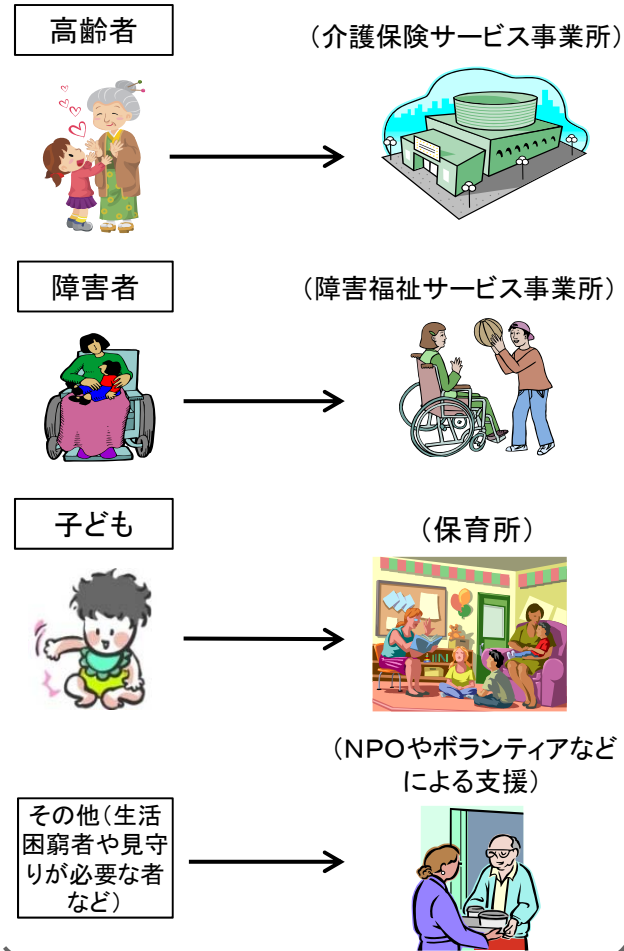 高齢者
（介護保険サービス事業所）
障害者
（障害福祉サービス事業所）
子ども
（保育所）
（ＮＰＯやボランティアなど
による支援）
その他（生活
困窮者や見守
りが必要な者
など）